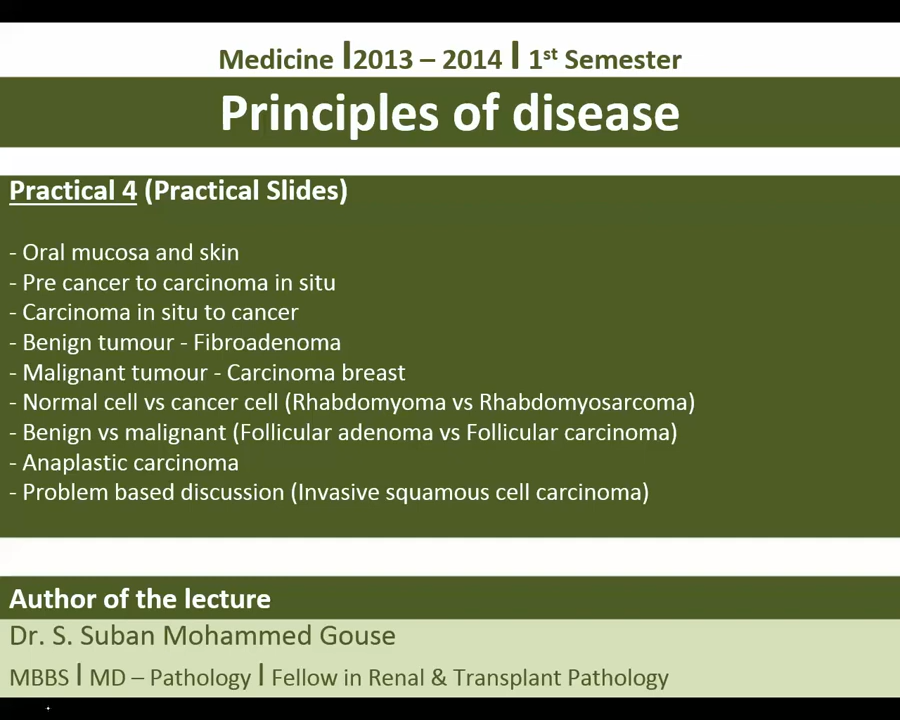 Medicine |2013 – 2014 | 1st Semester
Principles of disease
Practical 4 (Practical Slides)
- Oral mucosa and skin
- Pre cancer to carcinoma in situ
- Carcinoma in situ to cancer
- Benign tumour - Fibroadenoma
- Malignant tumour - Carcinoma breast
- Normal cell vs cancer cell (Rhabdomyoma vs Rhabdomyosarcoma)
- Benign vs malignant (Follicular adenoma vs Follicular carcinoma)
- Anaplastic carcinoma
- Problem based discussion (Invasive squamous cell carcinoma)
Author of the lecture
Dr. S. Suban Mohammed Gouse
MBBS | MD – Pathology | Fellow in Renal & Transplant Pathology